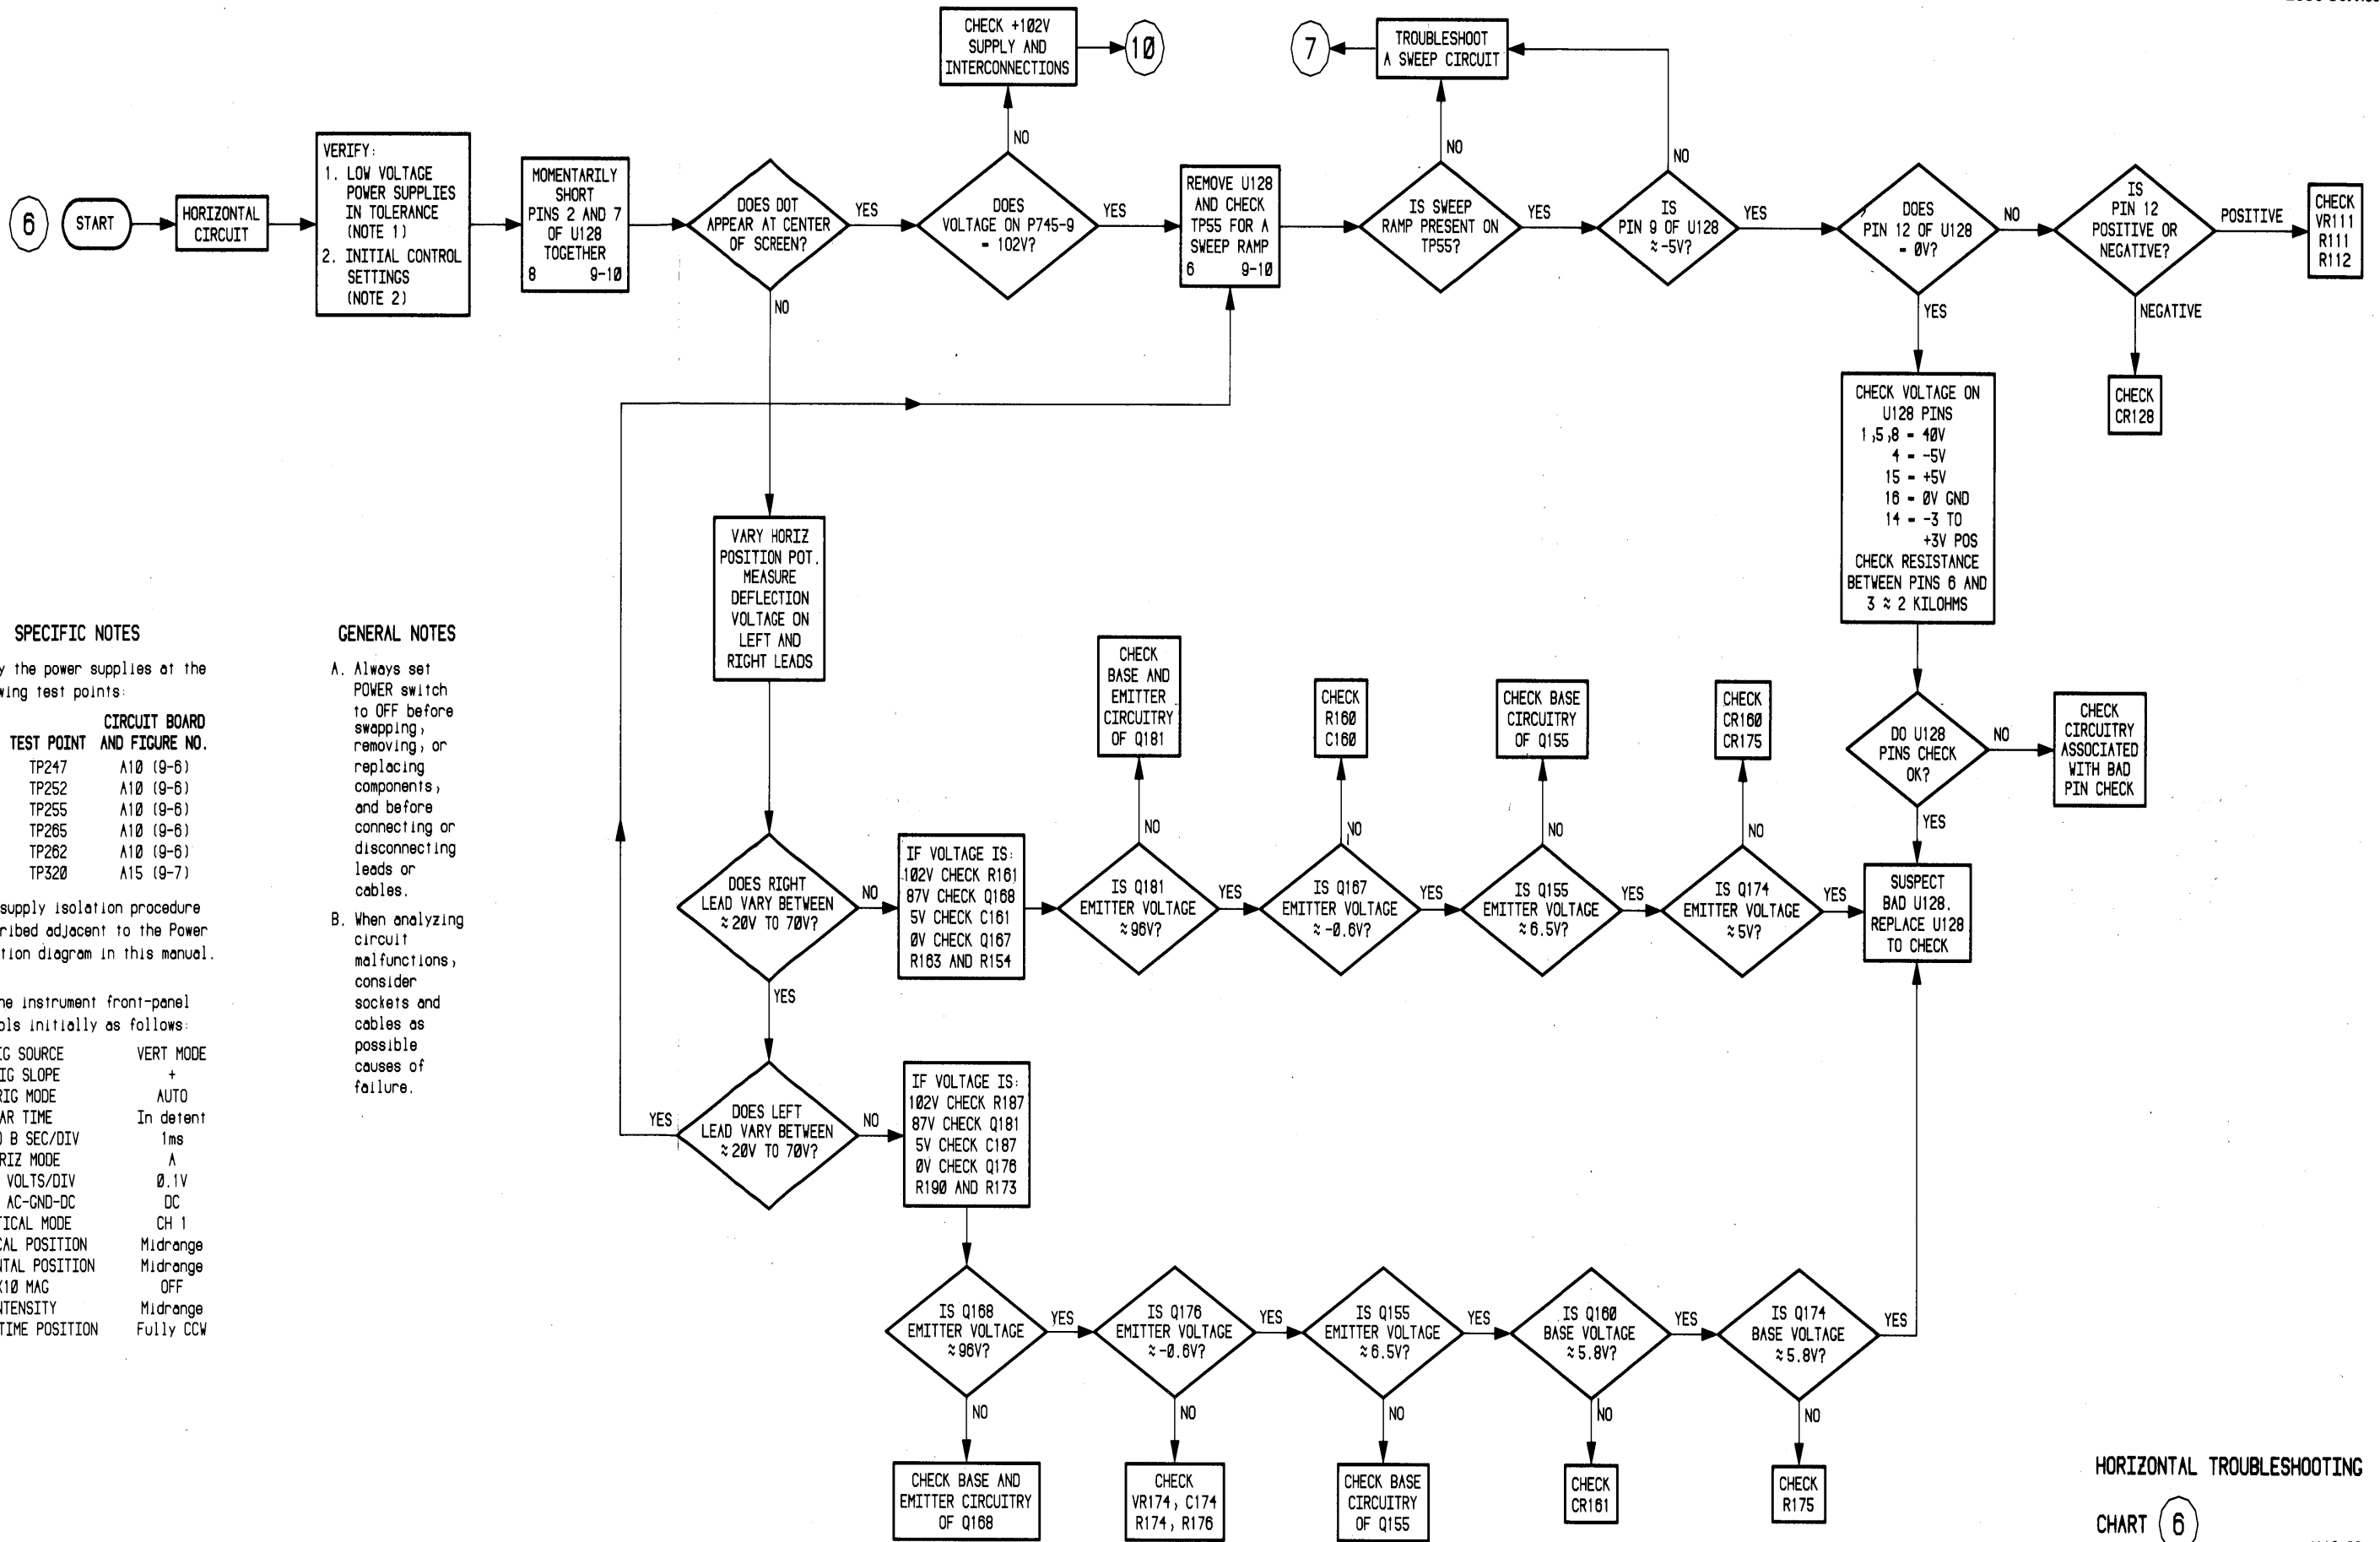 6
START
HORIZONTAL
CIRCUIT
VERIFY:
1. LOW VOLTAGE
POWER SUPPLIES
IN TOLERANCE
(NOTE 1)
2. INITIAL CONTROL
SETTINGS
(NOTE 2)
MOMENTARILY
SHORT
PINS 2 AND 7
OF U128
TOGETHER
8 9-10
DOES DOT
APPEAR AT CENTER
OF SCREEN?
YES
NO
DOES
VOLTAGE ON P745-9
= 102V?
NO
CHECK +102V
SUPPLY AND
INTERCONNECTIONS
10
YES
REMOVE U128
AND CHECK
TP55 FOR A
SWEEP RAMP
6 9-10
IS SWEEP
RAMP PRESENT ON
TP55?
NO
TROUBLESHOOT
A SWEEP CIRCUIT
7
YES
IS
PIN 9 OF U128
≈ -5V?
NO
YES
DOES
PIN 12 OF U128
= 0V?
NO
IS
PIN 12
POSITIVE OR
NEGATIVE?
POSITIVE
CHECK
VR111
R111
R112
NEGATIVE
CHECK
CR128
YES
CHECK VOLTAGE ON
U128 PINS
1,5,8 = 40V
4 = -5V
15 = +5V
16 = 0V GND
14 = -3 TO
+3V POS
CHECK RESISTANCE
BETWEEN PINS 6 AND
3 ≈ 2 KILOHMS
DO U128
PINS CHECK
OK?
NO
CHECK
CIRCUITRY
ASSOCIATED
WITH BAD
PIN CHECK
YES
SUSPECT
BAD U128.
REPLACE U128
TO CHECK
VARY HORIZ
POSITION POT.
MEASURE
DEFLECTION
VOLTAGE ON
LEFT AND
RIGHT LEADS
DOES RIGHT
LEAD VARY BETWEEN
≈ 20V TO 70V?
NO
IF VOLTAGE IS:
102V CHECK R161
87V CHECK Q168
5V CHECK C161
0V CHECK Q167
R163 AND R154
IS Q181
EMITTER VOLTAGE
≈ 96V?
NO
CHECK
BASE AND
EMITTER
CIRCUITRY
OF Q181
YES
IS Q167
EMITTER VOLTAGE
≈ -0.6V?
NO
CHECK
R160
C160
YES
IS Q155
EMITTER VOLTAGE
≈ 6.5V?
NO
CHECK BASE
CIRCUITRY
OF Q155
YES
IS Q174
EMITTER VOLTAGE
≈ 5V?
NO
CHECK
CR160
CR175
YES
YES
DOES LEFT
LEAD VARY BETWEEN
≈ 20V TO 70V?
YES
NO
IF VOLTAGE IS:
102V CHECK R187
87V CHECK Q181
5V CHECK C187
0V CHECK Q176
R190 AND R173
IS Q168
EMITTER VOLTAGE
≈ 96V?
NO
CHECK BASE AND
EMITTER CIRCUITRY
OF Q168
YES
IS Q176
EMITTER VOLTAGE
≈ -0.6V?
NO
CHECK
VR174, C174
R174, R176
YES
IS Q155
EMITTER VOLTAGE
≈ 6.5V?
NO
CHECK BASE
CIRCUITRY
OF Q155
YES
IS Q160
BASE VOLTAGE
≈ 5.8V?
NO
CHECK
CR161
YES
IS Q174
BASE VOLTAGE
≈ 5.8V?
NO
CHECK
R175
YES
SPECIFIC NOTES
the power supplies at the
test points:
CIRCUIT BOARD
TEST POINT AND FIGURE NO.
TP247 A10 (9-6)
TP252 A10 (9-6)
TP255 A10 (9-6)
TP265 A10 (9-6)
TP262 A10 (9-6)
TP320 A15 (9-7)
supply isolation procedure
adjacent to the Power
diagram in this manual.
instrument front-panel
initially as follows:
SOURCE VERT MODE
SLOPE +
MODE AUTO
TIME In detent
B SEC/DIV 1ms
MODE A
VOLTS/DIV 0.1V
AC-GND-DC DC
MODE CH 1
POSITION Midrange
POSITION Midrange
X10 MAG OFF
Midrange
TIME POSITION Fully CCW
GENERAL NOTES
A. Always set
POWER switch
to OFF before
swapping,
removing, or
replacing
components,
and before
connecting or
disconnecting
leads or
cables.
B. When analyzing
circuit
malfunctions,
consider
sockets and
cables as
possible
causes of
failure.
HORIZONTAL TROUBLESHOOTING
CHART 6